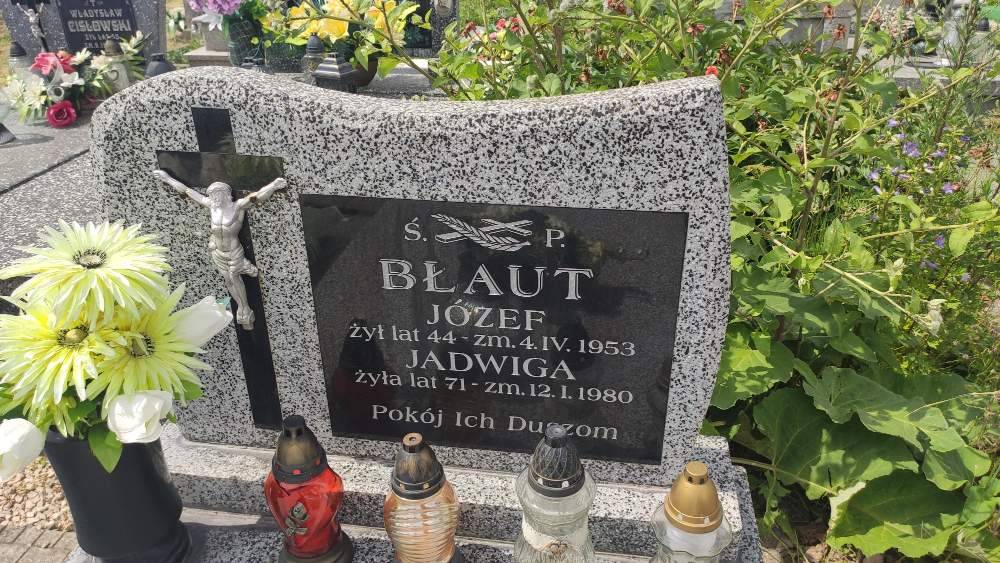 WŁADYSŁAW
CISŁOWSKI
Ś. P.
BŁAUT
JÓZEF
żył lat 44 - zm. 4. IV. 1953
JADWIGA
żyła lat 71 - zm. 12. I. 1980
Pokój Ich Duszom